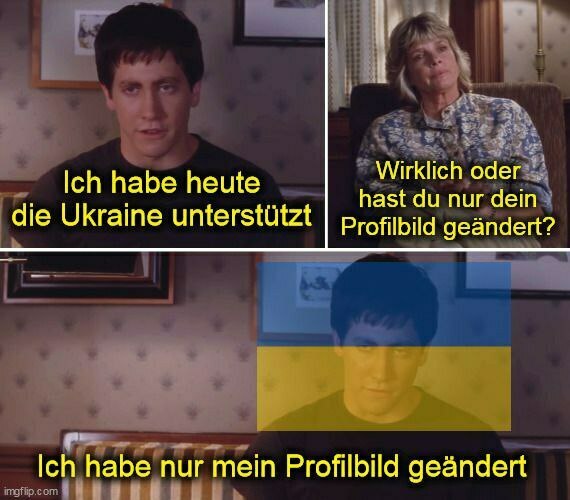 Ich habe heute
die Ukraine unterstützt
Wirklich oder
hast du nur dein
Profilbild geändert?
Ich habe nur mein Profilbild geändert
imgflip.com